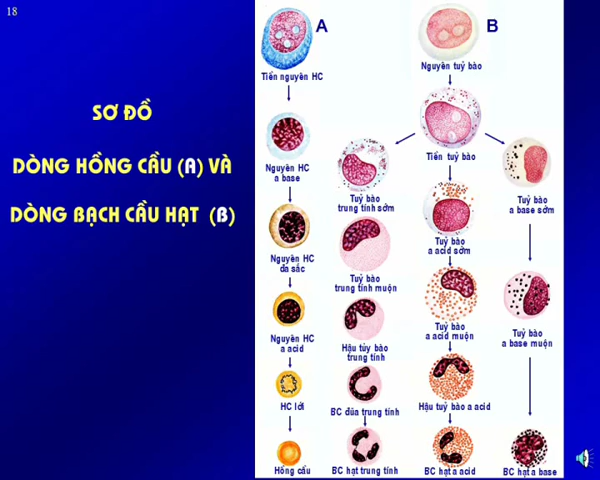 18
SƠ ĐỒ
DÒNG HỒNG CẦU (A) VÀ
DÒNG BẠCH CẦU HẠT (B)
A
Tiền nguyên HC
Nguyên HC
a base
Nguyên HC
đa sắc
Nguyên HC
a acid
HC lới
Hồng cầu
B
Nguyên tuỷ bào
Tiền tuỷ bào
Tuỷ bào
trung tính sớm
Tuỷ bào
trung tính muộn
Hậu tủy bào
trung tính
BC đũa trung tính
BC hạt trung tính
Tuỷ bào
a acid sớm
Tuỷ bào
a acid muộn
Hậu tuỷ bào a acid
BC hạt a acid
Tuỷ bào
a base sớm
Tuỷ bào
a base muộn
BC hạt a base